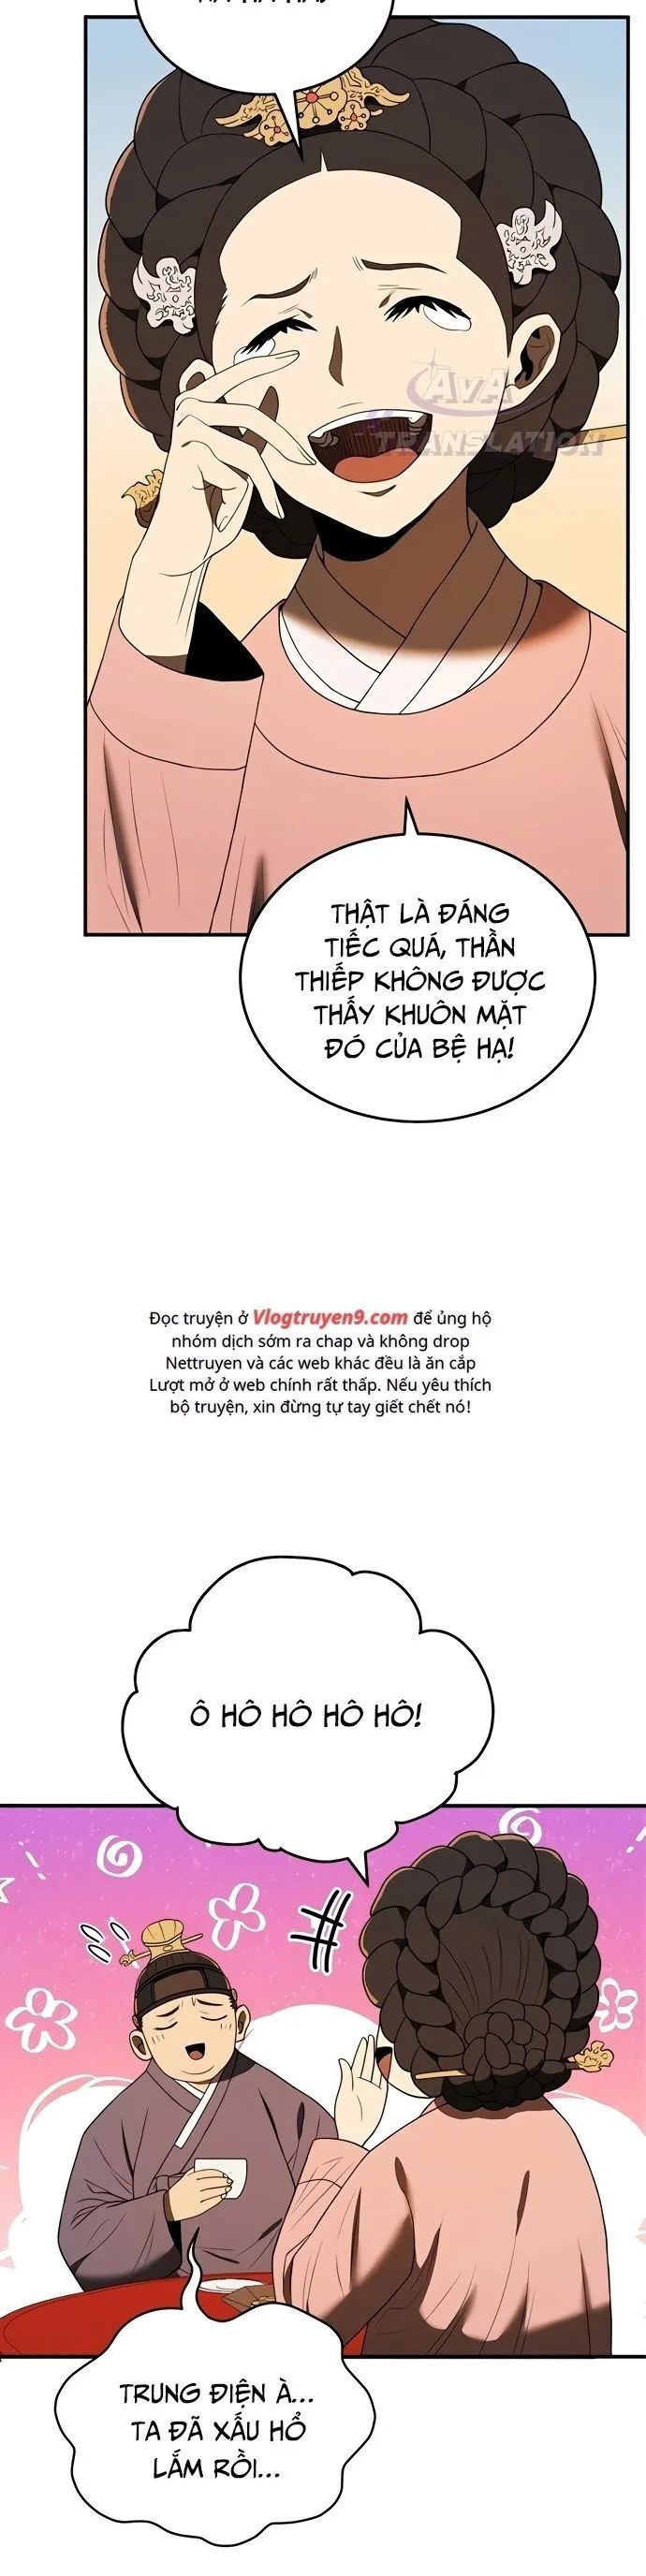 AVA
TRANSLATION
THẬT LÀ ĐÁNG
TIẾC QUÁ, THẦN
THIẾP KHÔNG ĐƯỢC
THẤY KHUÔN MẶT
ĐÓ CỦA BỆ HẠ!
Đọc truyện ở Vlogtruyen9.com để ủng hộ
nhóm dịch sớm ra chap và không drop
Nettruyen và các web khác đều là ăn cắp
Lượt mở ở web chính rất thấp. Nếu yêu thích
bộ truyện, xin đừng tự tay giết chết nó!
Ô HÔ HÔ HÔ HÔ!
TRUNG ĐIỆN À...
TA ĐÃ XẤU HỔ
LẮM RỒI...